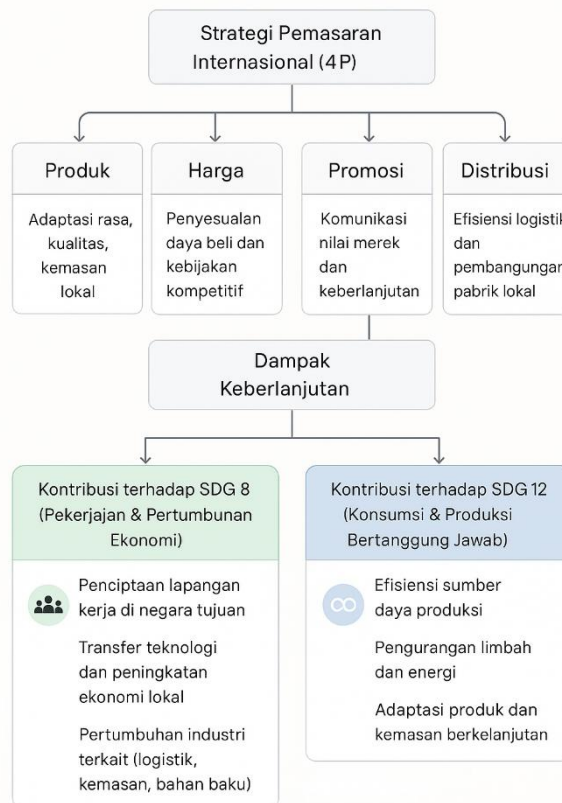 Strategi Pemasaran
Internasional (4P)
Produk
Adaptasi rasa,
kualitas,
kemasan
lokal
Harga
Penyesualan
daya beli dan
kebijakan
kompetitif
Promosi
Komunikasi
nilai merek
dan
keberlanjutan
Distribusi
Efisiensi logistik
dan
pembangungan
pabrik lokal
Dampak
Keberlanjutan
Kontribusi terhadap SDG 8
(Pekerjajan & Pertumbunan
Ekonomi)
Penciptaan lapangan
kerja di negara tujuan
Transfer teknologi
dan peningkatan
ekonomi lokal
Pertumbuhan industri
terkait (logistik,
kemasan, bahan baku)
Kontribusi terhadap SDG 12
(Konsumsi & Produksi
Bertanggung Jawab)
Efisiensi sumber
daya produksi
Pengurangan limbah
dan energi
Adaptasi produk dan
kemasan berkelanjutan